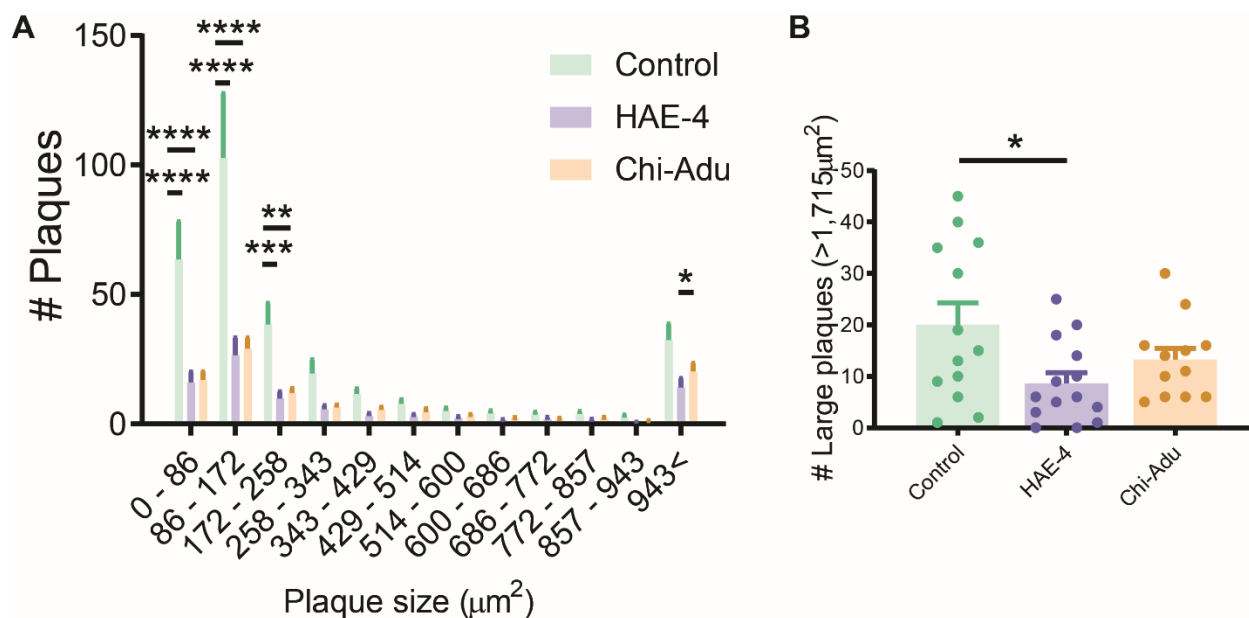 A
# Plaques
150
100
50
0
****
****
****
****
**
***
*
Control
HAE-4
Chi-Adu
0 - 86
86 - 172
172 - 258
258 - 343
343 - 429
429 - 514
514 - 600
600 - 686
686 - 772
772 - 857
857 - 943
943<
Plaque size (μm²)
B
# Large plaques (>1,715μm²)
50
40
30
20
10
0
*
Control
HAE-4
Chi-Adu